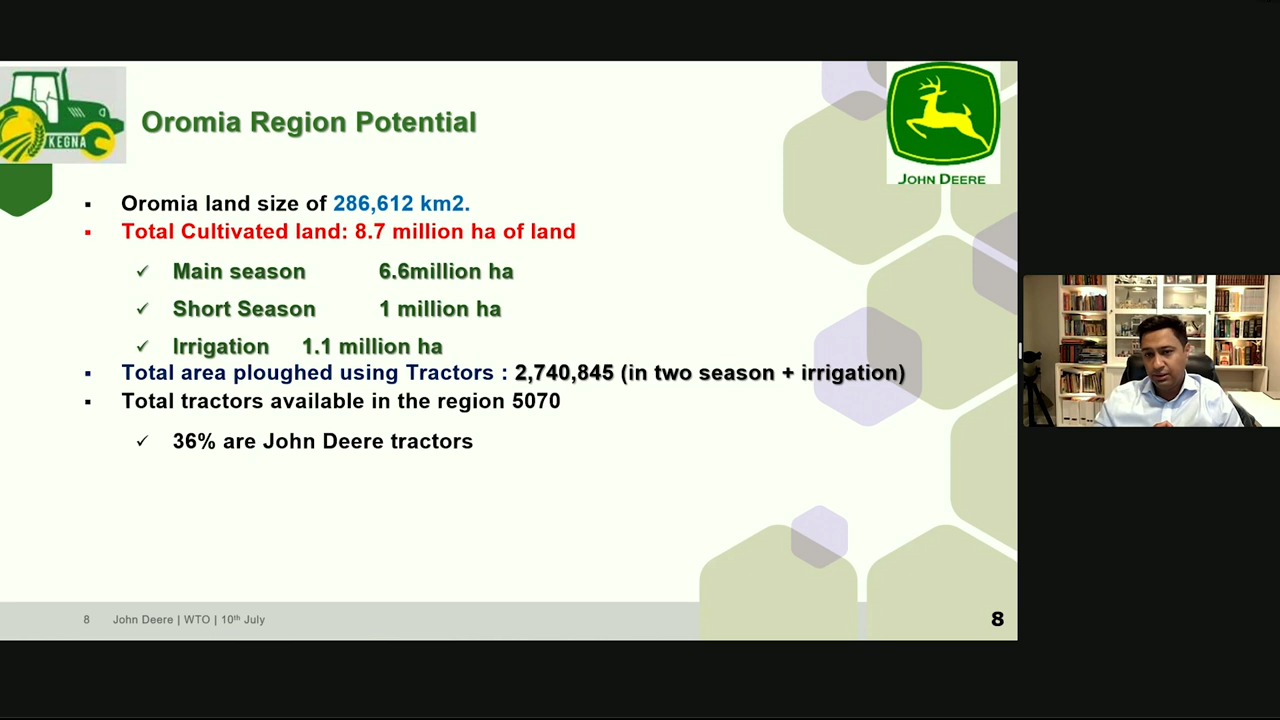 KEGNA
Oromia Region Potential
JOHN DEERE
▪ Oromia land size of 286,612 km2.
▪ Total Cultivated land: 8.7 million ha of land
✓ Main season 6.6million ha
✓ Short Season 1 million ha
✓ Irrigation 1.1 million ha
▪ Total area ploughed using Tractors : 2,740,845 (in two season + irrigation)
▪ Total tractors available in the region 5070
✓ 36% are John Deere tractors
8 John Deere | WTO | 10th July
8